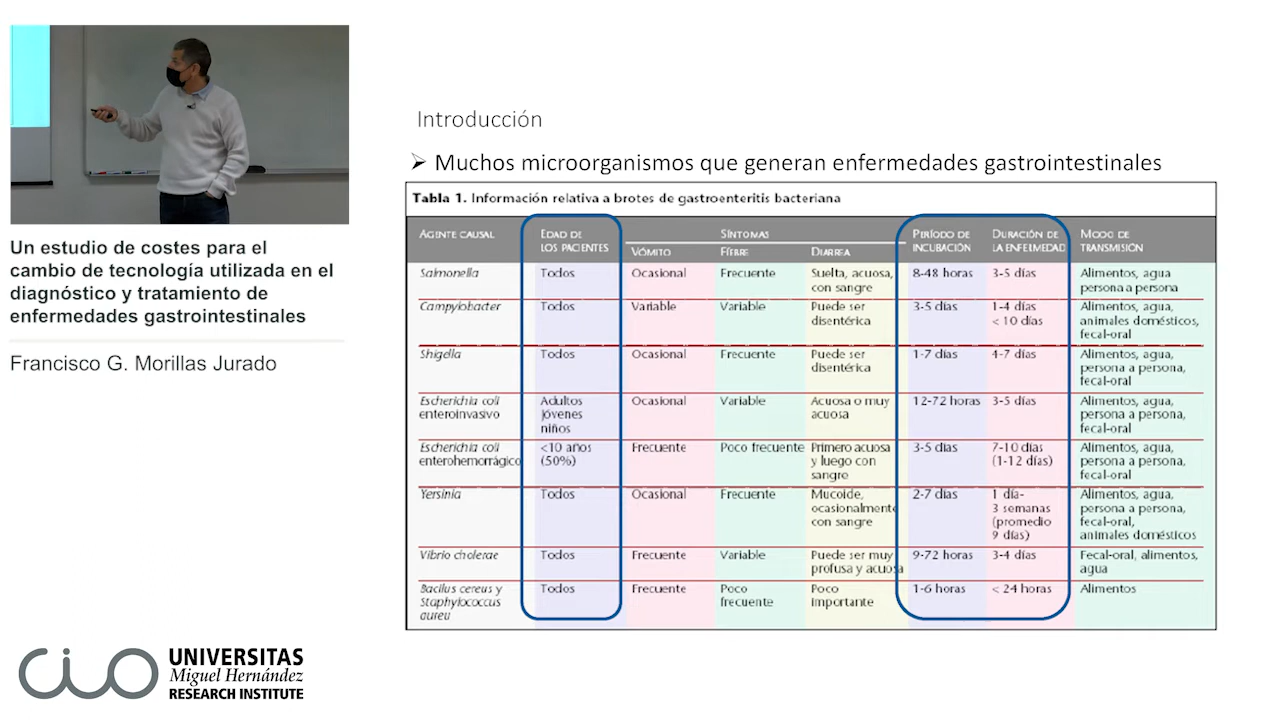 Un estudio de costes para el
cambio de tecnología utilizada en el
diagnóstico y tratamiento de
enfermedades gastrointestinales
Francisco G. Morillas Jurado
CIO
UNIVERSITAS
Miguel Hernández
RESEARCH INSTITUTE
Introducción
➢ Muchos microorganismos que generan enfermedades gastrointestinales
Tabla 1. Información relativa a brotes de gastroenteritis bacteriana
AGENTE CAUSAL EDAD DE LOS PACIENTES SÍNTOMAS PERÍODO DE INCUBACIÓN DURACIÓN DE LA ENFERMEDAD MODO DE TRANSMISIÓN
VÓMITO FIEBRE DIARREA
Salmonella Todos Ocasional Frecuente Suelta, acuosa, 8-48 horas 3-5 días Alimentos, agua
con sangre persona a persona
Campylobacter Todos Variable Variable Puede ser 3-5 días 1-4 días Alimentos, agua,
disentérica < 10 días animales domésticos,
fecal-oral
Shigella Todos Ocasional Frecuente Puede ser 1-7 días 4-7 días Alimentos, agua,
disentérica persona a persona,
fecal-oral
Escherichia coli Adultos Ocasional Variable Acuosa o muy 12-72 horas 3-5 días Alimentos, agua,
enteroinvasivo jóvenes acuosa persona a persona,
niños fecal-oral
Escherichia coli <10 años Frecuente Poco frecuente Primero acuosa 3-5 días 7-10 días Alimentos, agua,
enterohemorrágico (50%) y luego con (1-12 días) persona a persona,
sangre fecal-oral
Yersinia Todos Ocasional Frecuente Mucoide, 2-7 días 1 día- Alimentos, agua,
ocasionalmente 3 semanas persona a persona,
con sangre (promedio fecal-oral,
9 días) animales domésticos
Vibrio cholerae Todos Frecuente Variable Puede ser muy 9-72 horas 3-4 días Fecal-oral, alimentos,
profusa y acuosa agua
Bacilus cereus y Todos Frecuente Poco Poco 1-6 horas < 24 horas Alimentos
Staphylococcus frecuente importante
aureu